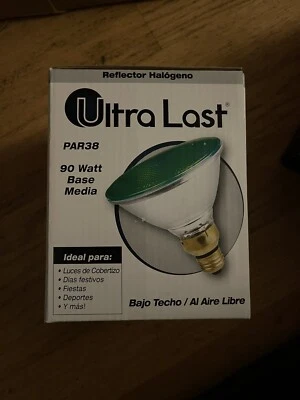 Reflector Halógeno
Ultra Last®
PAR38
90 Watt
Base
Media
Ideal para:
• Luces de Cobertizo
• Días festivos
• Fiestas
• Deportes
• Y más!
Bajo Techo / Al Aire Libre